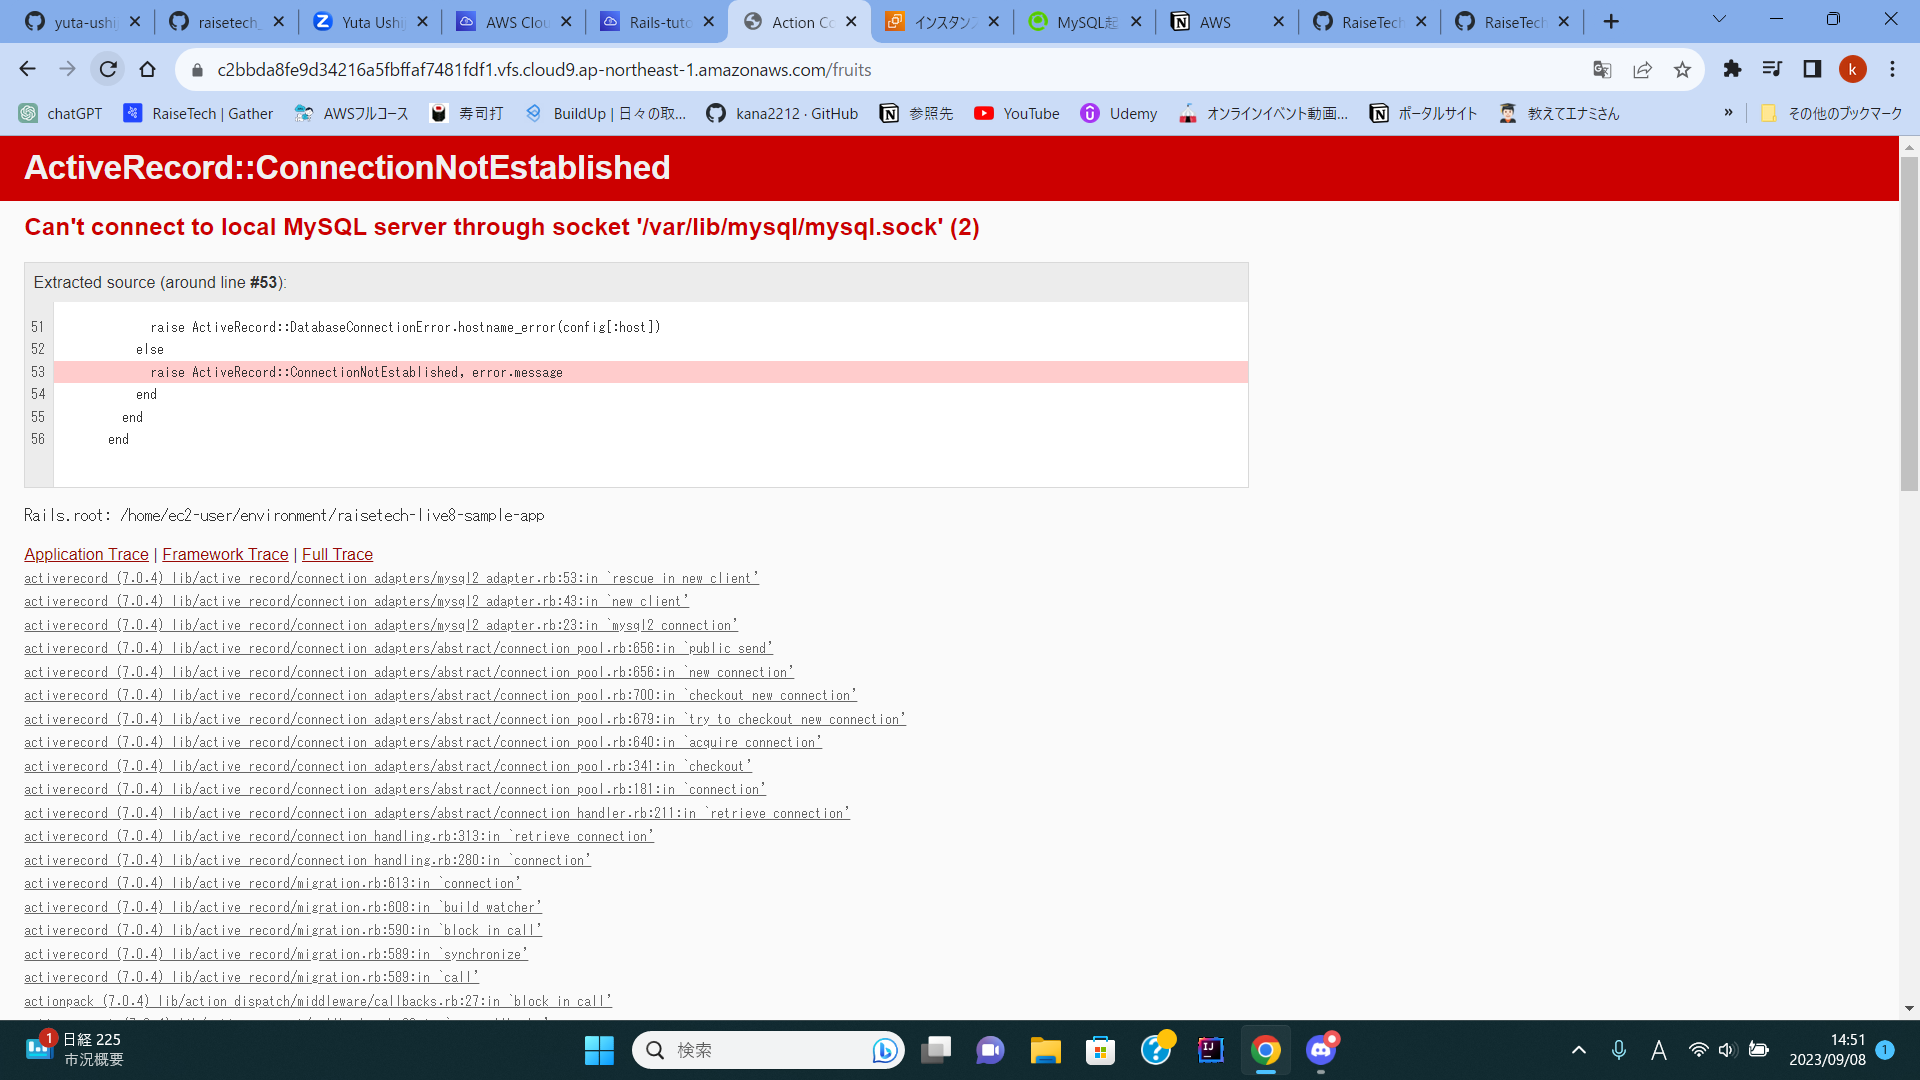 yuta-ushij
raisetech_
Yuta Ushij
AWS Clou
Rails-tuto
Action Co
インスタンス
MySQL起
AWS
RaiseTech
RaiseTech
c2bbda8fe9d34216a5fbffaf7481fdf1.vfs.cloud9.ap-northeast-1.amazonaws.com/fruits
k
chatGPT
RaiseTech | Gather
AWSフルコース
寿司打
BuildUp | 日々の取...
kana2212 · GitHub
参照先
YouTube
Udemy
オンラインイベント動画...
ポータルサイト
教えてエナミさん
»
その他のブックマーク
ActiveRecord::ConnectionNotEstablished
Can't connect to local MySQL server through socket '/var/lib/mysql/mysql.sock' (2)
Extracted source (around line #53):
51 raise ActiveRecord::DatabaseConnectionError.hostname_error(config[:host])
52 else
53 raise ActiveRecord::ConnectionNotEstablished, error.message
54 end
55 end
56 end
Rails.root: /home/ec2-user/environment/raisetech-live8-sample-app
Application Trace | Framework Trace | Full Trace
activerecord (7.0.4) lib/active_record/connection_adapters/mysql2_adapter.rb:53:in `rescue in new_client'
activerecord (7.0.4) lib/active_record/connection_adapters/mysql2_adapter.rb:43:in `new_client'
activerecord (7.0.4) lib/active_record/connection_adapters/mysql2_adapter.rb:23:in `mysql2_connection'
activerecord (7.0.4) lib/active_record/connection_adapters/abstract/connection_pool.rb:656:in `public_send'
activerecord (7.0.4) lib/active_record/connection_adapters/abstract/connection_pool.rb:656:in `new_connection'
activerecord (7.0.4) lib/active_record/connection_adapters/abstract/connection_pool.rb:700:in `checkout_new_connection'
activerecord (7.0.4) lib/active_record/connection_adapters/abstract/connection_pool.rb:679:in `try_to_checkout_new_connection'
activerecord (7.0.4) lib/active_record/connection_adapters/abstract/connection_pool.rb:640:in `acquire_connection'
activerecord (7.0.4) lib/active_record/connection_adapters/abstract/connection_pool.rb:341:in `checkout'
activerecord (7.0.4) lib/active_record/connection_adapters/abstract/connection_pool.rb:181:in `connection'
activerecord (7.0.4) lib/active_record/connection_adapters/abstract/connection_handler.rb:211:in `retrieve_connection'
activerecord (7.0.4) lib/active_record/connection_handling.rb:313:in `retrieve_connection'
activerecord (7.0.4) lib/active_record/connection_handling.rb:280:in `connection'
activerecord (7.0.4) lib/active_record/migration.rb:613:in `connection'
activerecord (7.0.4) lib/active_record/migration.rb:608:in `build_watcher'
activerecord (7.0.4) lib/active_record/migration.rb:590:in `block in call'
activerecord (7.0.4) lib/active_record/migration.rb:589:in `synchronize'
activerecord (7.0.4) lib/active_record/migration.rb:589:in `call'
actionpack (7.0.4) lib/action_dispatch/middleware/callbacks.rb:27:in `block in call'
1
日経 225
市況概要
検索
IJ
A
14:51
2023/09/08
1